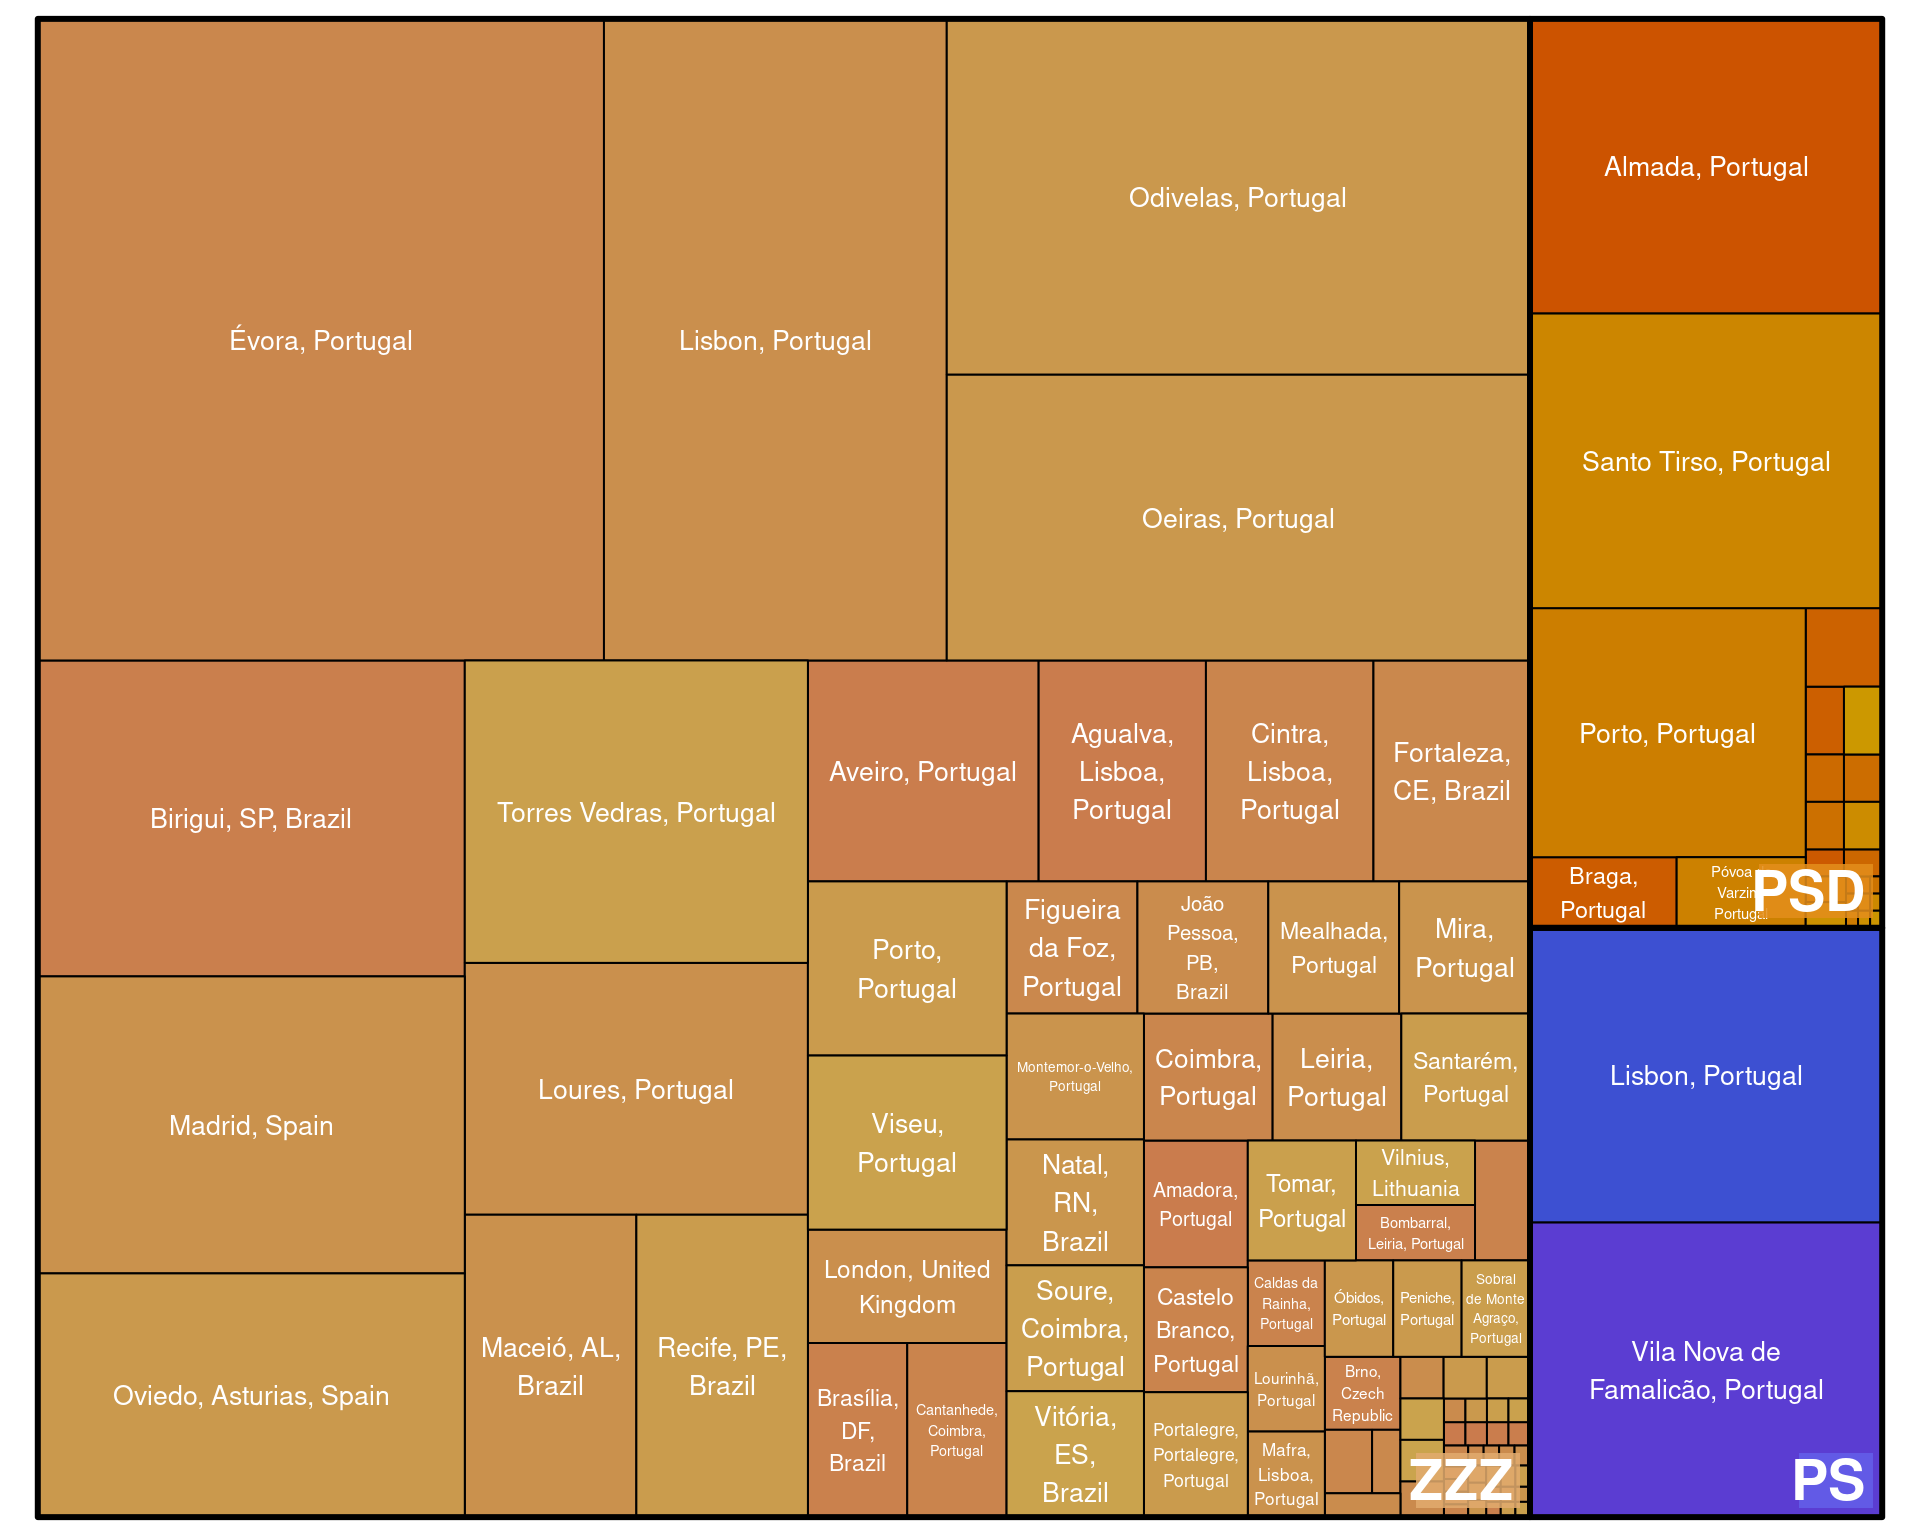 Évora, Portugal
Lisbon, Portugal
Odivelas, Portugal
Oeiras, Portugal
Birigui, SP, Brazil
Madrid, Spain
Oviedo, Asturias, Spain
Torres Vedras, Portugal
Loures, Portugal
Maceió, AL,
Brazil
Recife, PE,
Brazil
Aveiro, Portugal
Agualva,
Lisboa,
Portugal
Cintra,
Lisboa,
Portugal
Fortaleza,
CE, Brazil
Porto,
Portugal
Viseu,
Portugal
London, United
Kingdom
Brasília,
DF,
Brazil
Cantanhede,
Coimbra,
Portugal
Figueira
da Foz,
Portugal
João
Pessoa,
PB,
Brazil
Mealhada,
Portugal
Mira,
Portugal
Montemor-o-Velho,
Portugal
Natal,
RN,
Brazil
Soure,
Coimbra,
Portugal
Vitória,
ES,
Brazil
Coimbra,
Portugal
Leiria,
Portugal
Santarém,
Portugal
Amadora,
Portugal
Castelo
Branco,
Portugal
Portalegre,
Portalegre,
Portugal
Tomar,
Portugal
Vilnius,
Lithuania
Bombarral,
Leiria, Portugal
Caldas da
Rainha,
Portugal
Lourinhã,
Portugal
Mafra,
Lisboa,
Portugal
Óbidos,
Portugal
Peniche,
Portugal
Sobral
de Monte
Agraço,
Portugal
Brno,
Czech
Republic
ZZZ
Almada, Portugal
Santo Tirso, Portugal
Porto, Portugal
Braga,
Portugal
Póvoa
Varzim
Portugal
PSD
Lisbon, Portugal
Vila Nova de
Famalicão, Portugal
PS